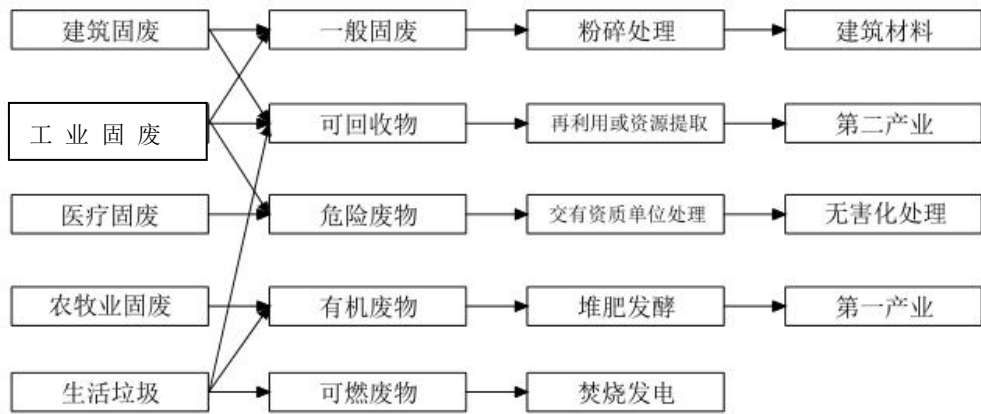 建筑固废 一般固废 粉碎处理 建筑材料
工业固废 可回收物 再利用或资源提取 第二产业
医疗固废 危险废物 交有资质单位处理 无害化处理
农牧业固废 有机废物 堆肥发酵 第一产业
生活垃圾 可燃废物 焚烧发电